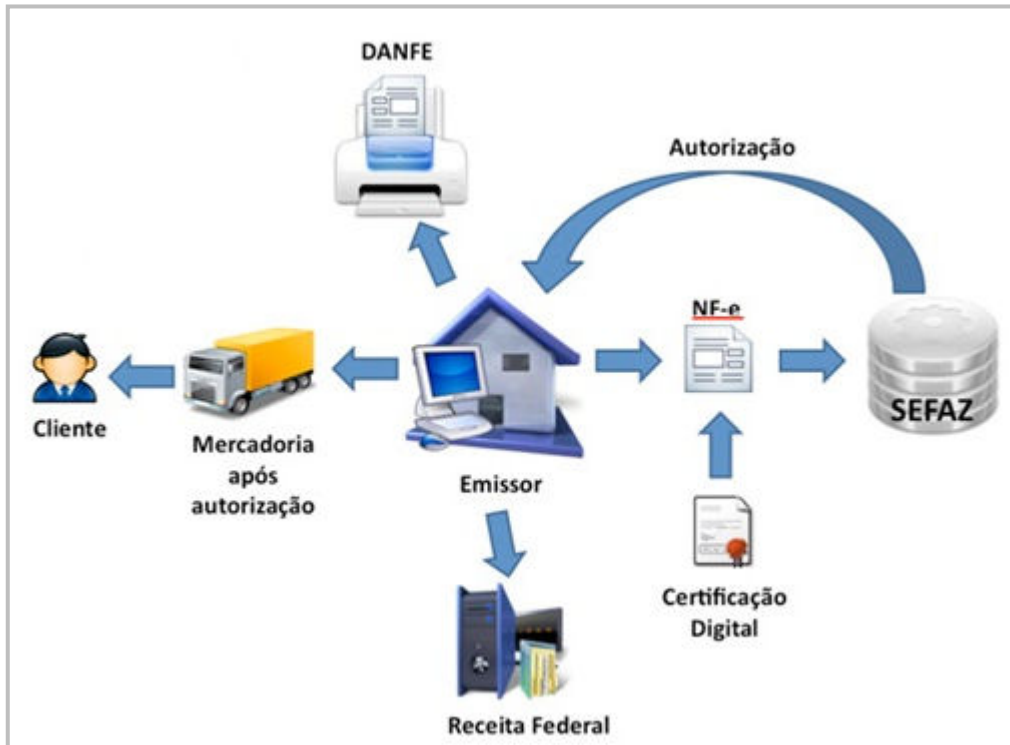 DANFE
Autorização
NF-e
SEFAZ
Cliente
Mercadoria
após
autorização
Emissor
Certificação
Digital
Receita Federal